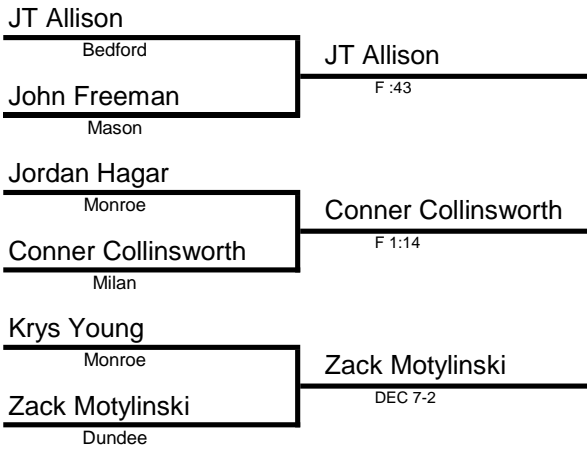 JT Allison
Bedford
JT Allison
F :43
John Freeman
Mason
Jordan Hagar
Monroe
Conner Collinsworth
F 1:14
Conner Collinsworth
Milan
Krys Young
Monroe
Zack Motylinski
DEC 7-2
Zack Motylinski
Dundee